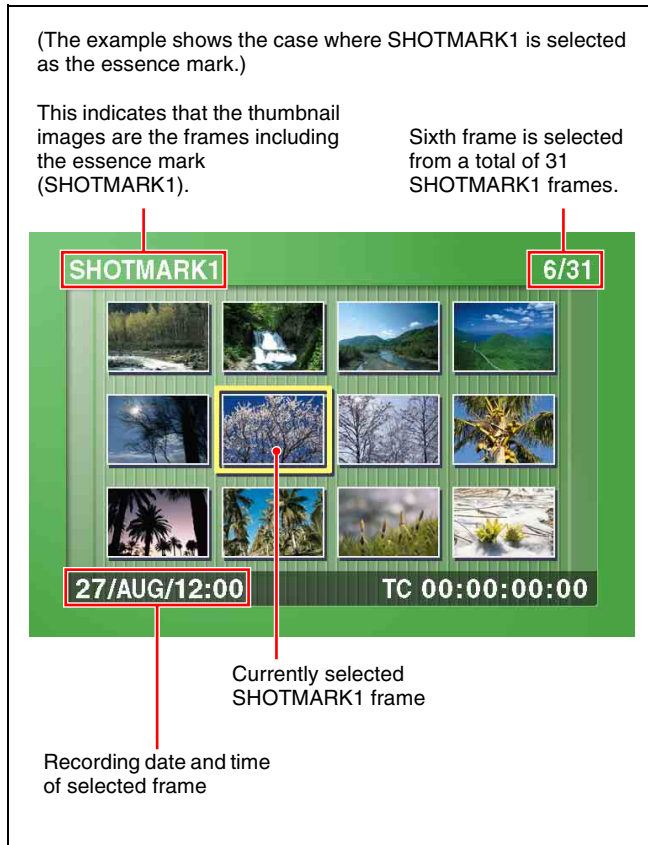 (The example shows the case where SHOTMARK1 is selected
as the essence mark.)
This indicates that the thumbnail
images are the frames including
the essence mark
(SHOTMARK1).
Sixth frame is selected
from a total of 31
SHOTMARK1 frames.
SHOTMARK1
6/31
27/AUG/12:00
TC 00:00:00:00
Currently selected
SHOTMARK1 frame
Recording date and time
of selected frame